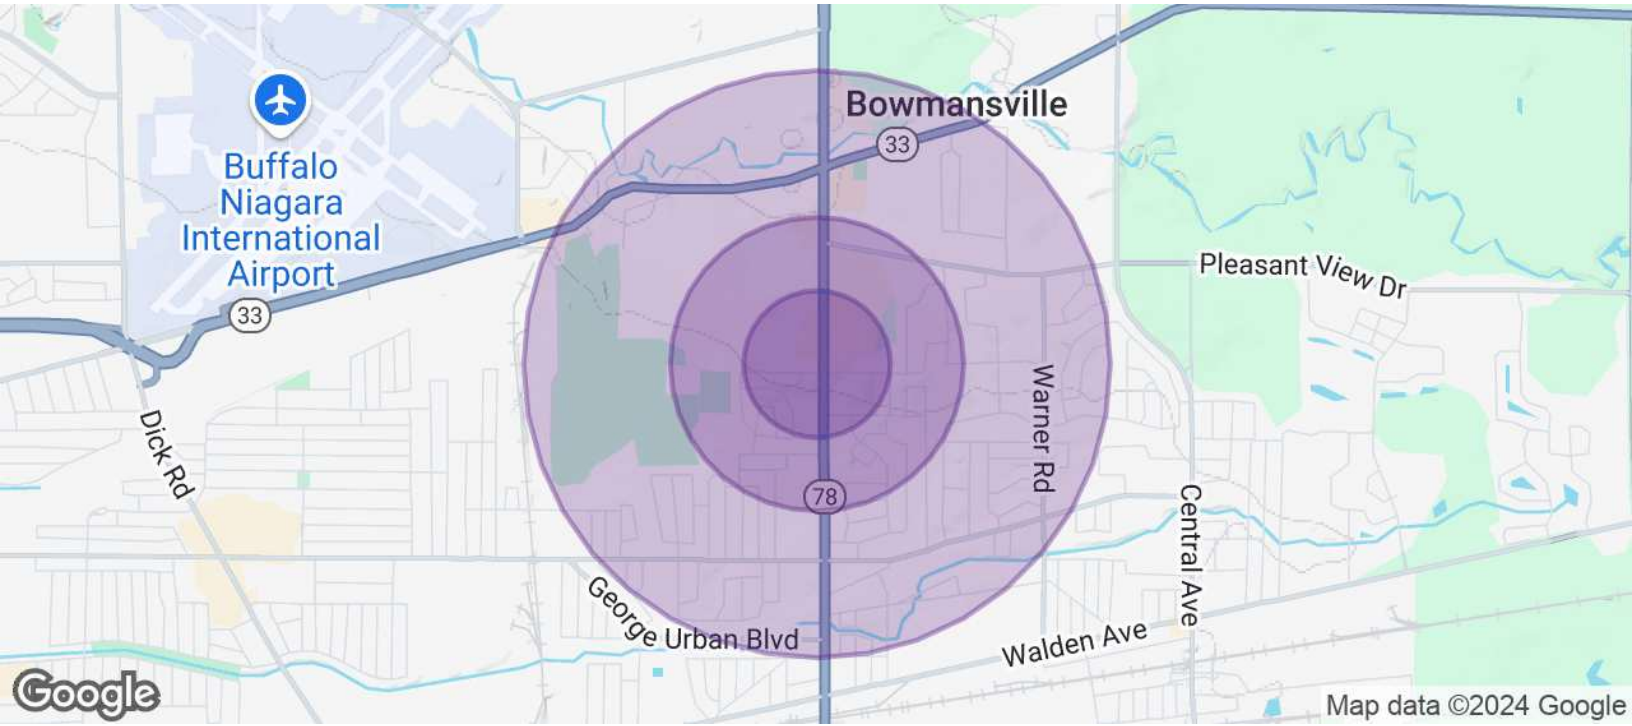 Bowmansville
33
Buffalo
Niagara
International
Airport
Pleasant View Dr
33
Warner Rd
Dick Rd
78
Central Ave
George Urban Blvd
Walden Ave
Google
Map data ©2024 Google